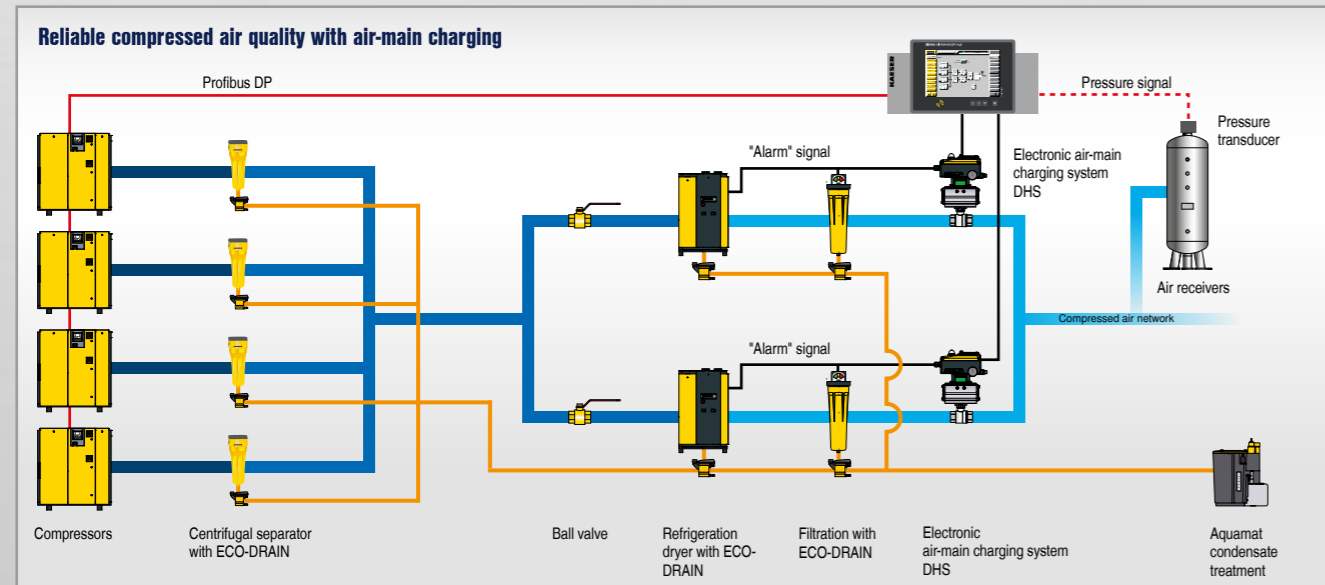 Reliable compressed air quality with air-main charging
Profibus DP
KAESER
Pressure signal
Pressure
transducer
"Alarm" signal
Electronic air-main
charging system
DHS
Air receivers
Compressed air network
"Alarm" signal
Compressors
Centrifugal separator
with ECO-DRAIN
Ball valve
Refrigeration
dryer with ECO-
DRAIN
Filtration with
ECO-DRAIN
Electronic
air-main charging system
DHS
Aquamat
condensate
treatment